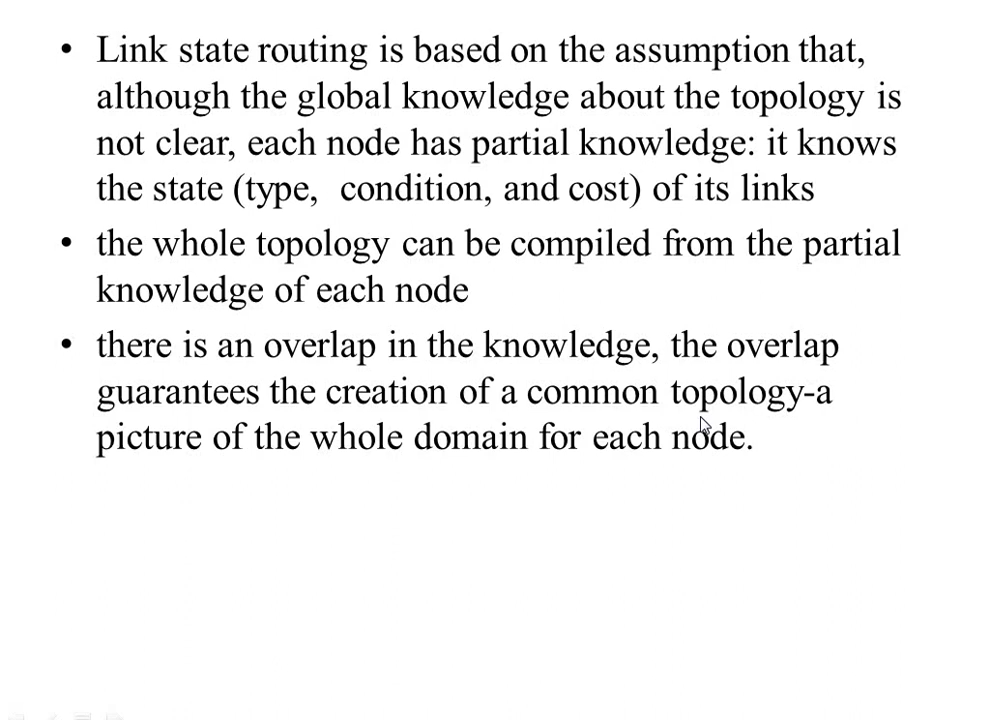 • Link state routing is based on the assumption that,
although the global knowledge about the topology is
not clear, each node has partial knowledge: it knows
the state (type,  condition, and cost) of its links
• the whole topology can be compiled from the partial
knowledge of each node
• there is an overlap in the knowledge, the overlap
guarantees the creation of a common topology-a
picture of the whole domain for each node.